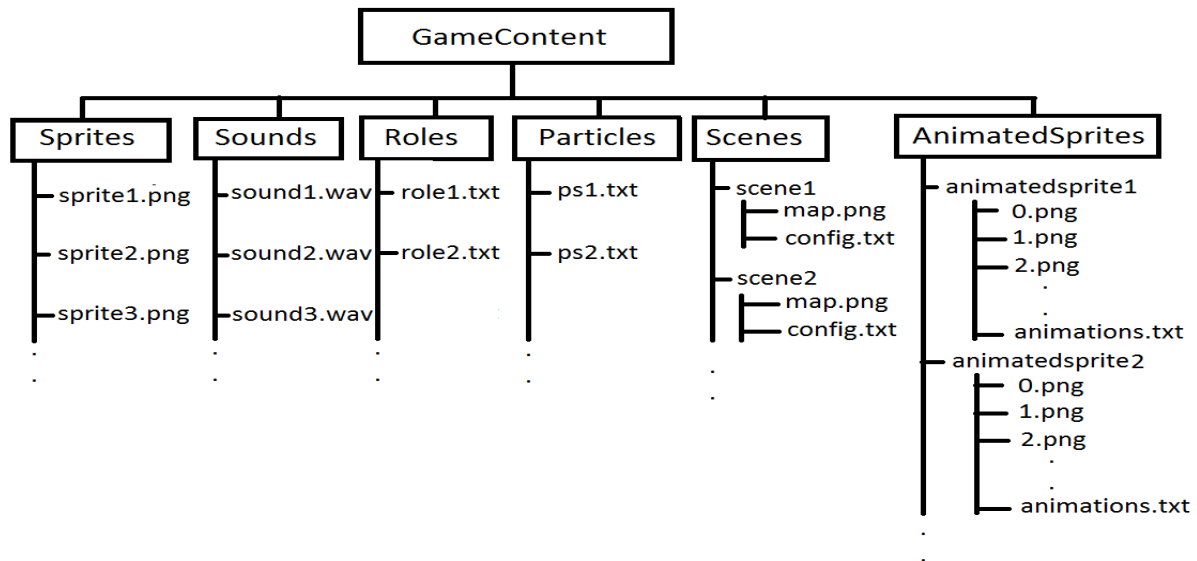 GameContent
Sprites
sprite1.png
sprite2.png
sprite3.png
.
.
Sounds
sound1.wav
sound2.wav
sound3.wav
.
.
Roles
role1.txt
role2.txt
.
.
Particles
ps1.txt
ps2.txt
.
.
Scenes
scene1
map.png
config.txt
scene2
map.png
config.txt
.
.
AnimatedSprites
animatedsprite1
0.png
1.png
2.png
.
.
animations.txt
animatedsprite2
0.png
1.png
2.png
.
.
animations.txt
.
.